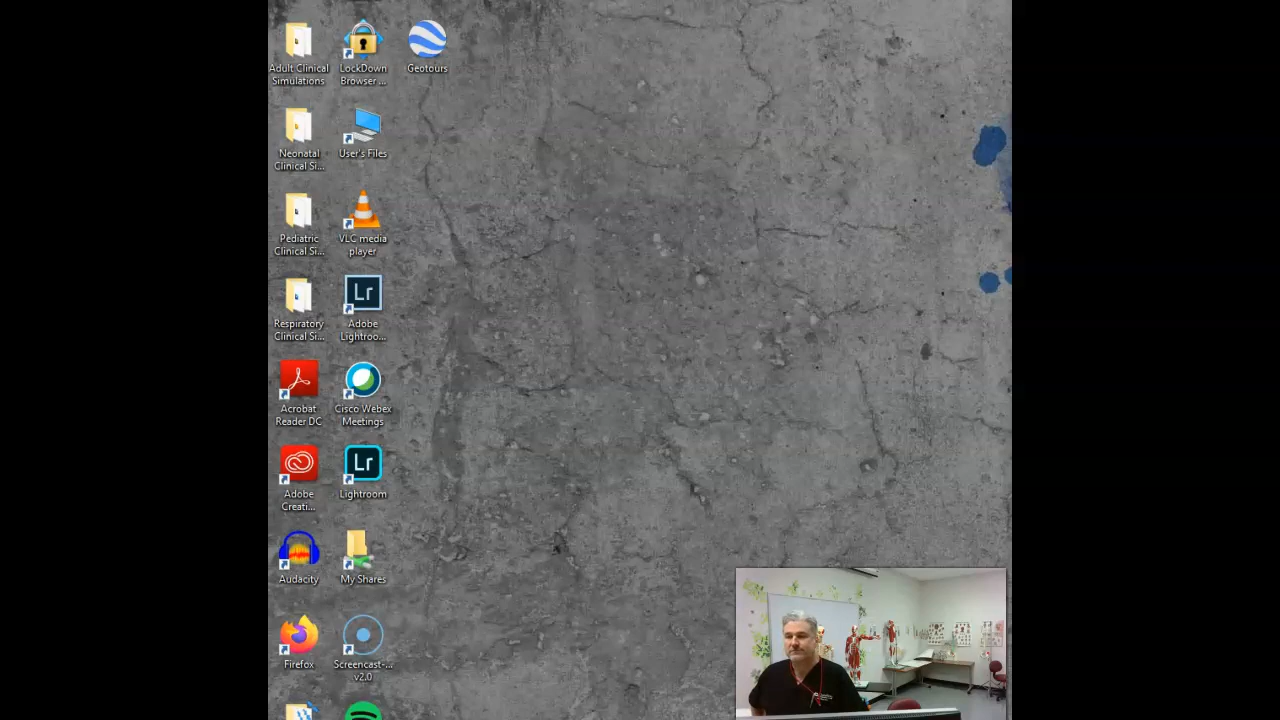 Adult Clinical
Simulations
LockDown
Browser ...
Geotours
Neonatal
Clinical Si...
User's Files
Pediatric
Clinical Si...
VLC media
player
Respiratory
Clinical Si...
Lr
Adobe
Lightroo...
Acrobat
Reader DC
Cisco Webex
Meetings
Adobe
Creati...
Lr
Lightroom
Audacity
My Shares
Firefox
Screencast-...
v2.0